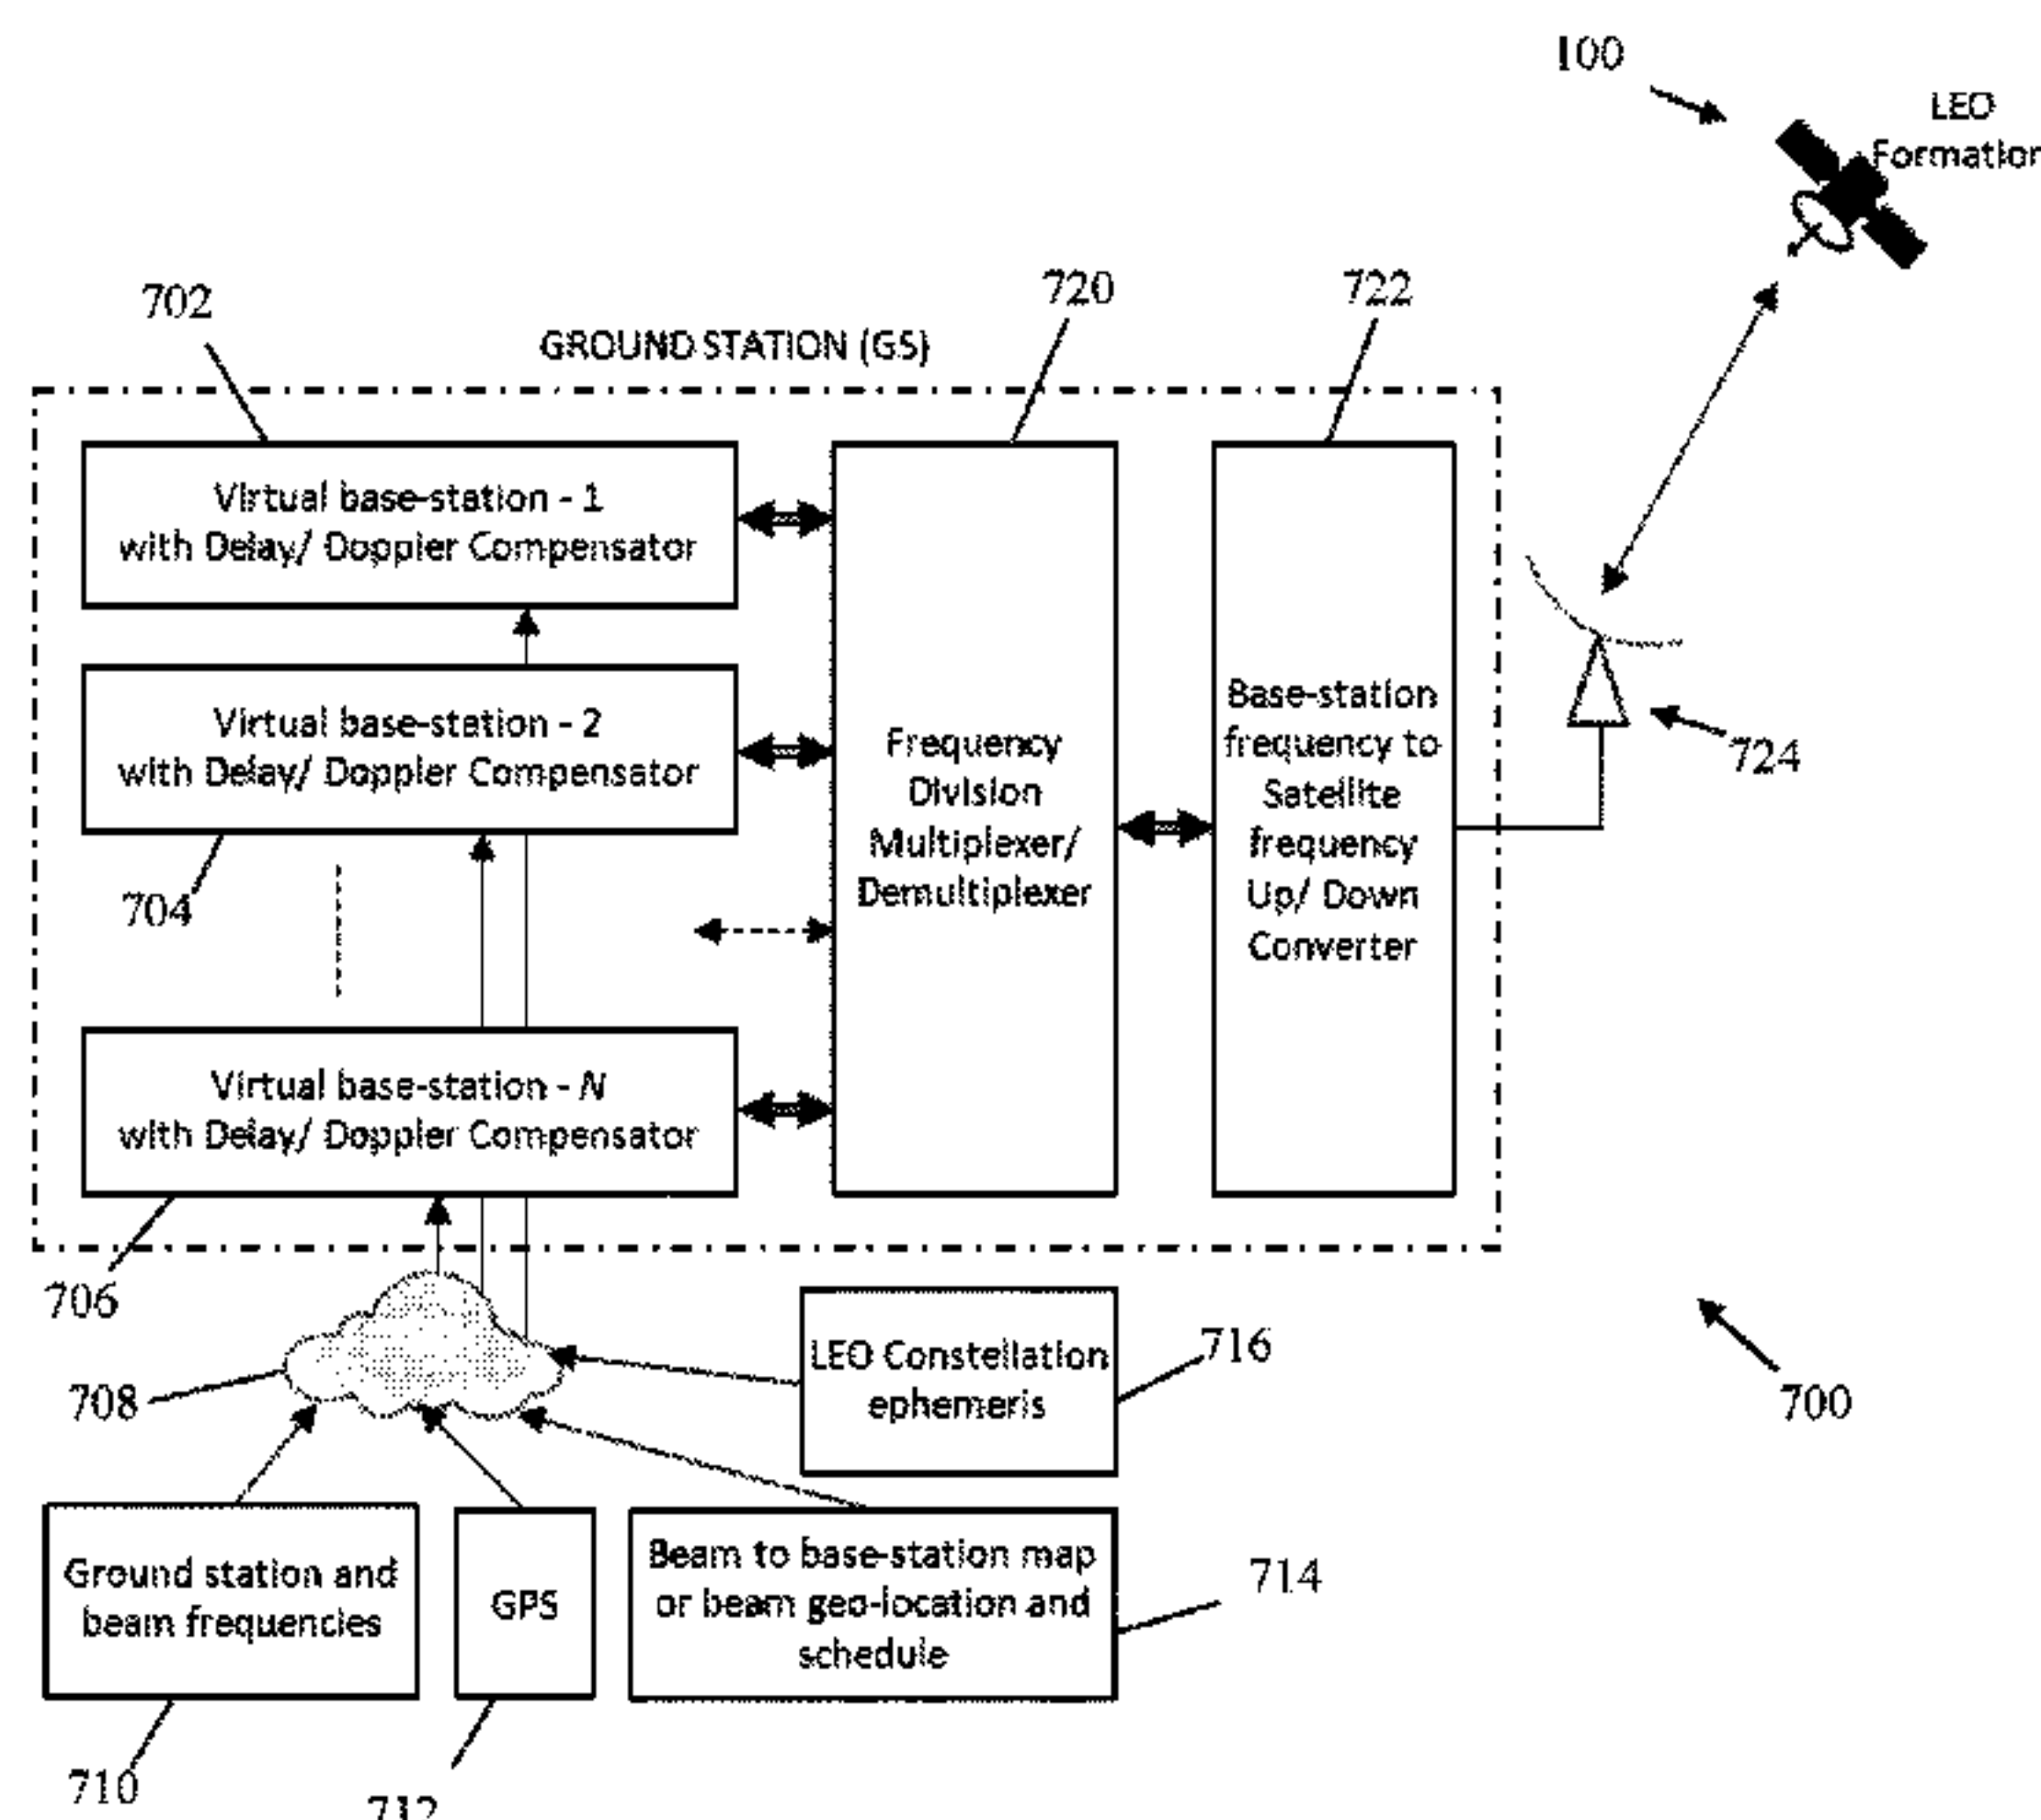 100
LEO
Formation
702
720
722
GROUND STATION (GS)
Virtual base-station - 1
with Delay/ Doppler Compensator
Virtual base-station - 2
with Delay/ Doppler Compensator
704
Virtual base-station - N
with Delay/ Doppler Compensator
706
Frequency
Division
Multiplexer/
Demultiplexer
Base-station
frequency to
Satellite
frequency
Up/ Down
Converter
724
708
LEO Constellation
ephemeris
716
700
Ground station and
beam frequencies
GPS
Beam to base-station map
or beam geo-location and
schedule
714
710
712